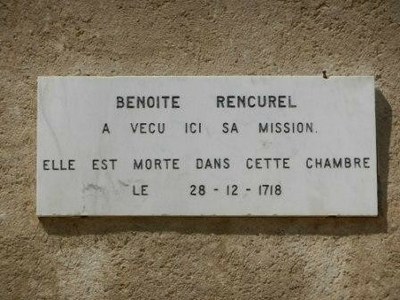 BENOITE RENCUREL
A VECU ICI SA MISSION.
ELLE EST MORTE DANS CETTE CHAMBRE
LE 28 - 12 - 1718